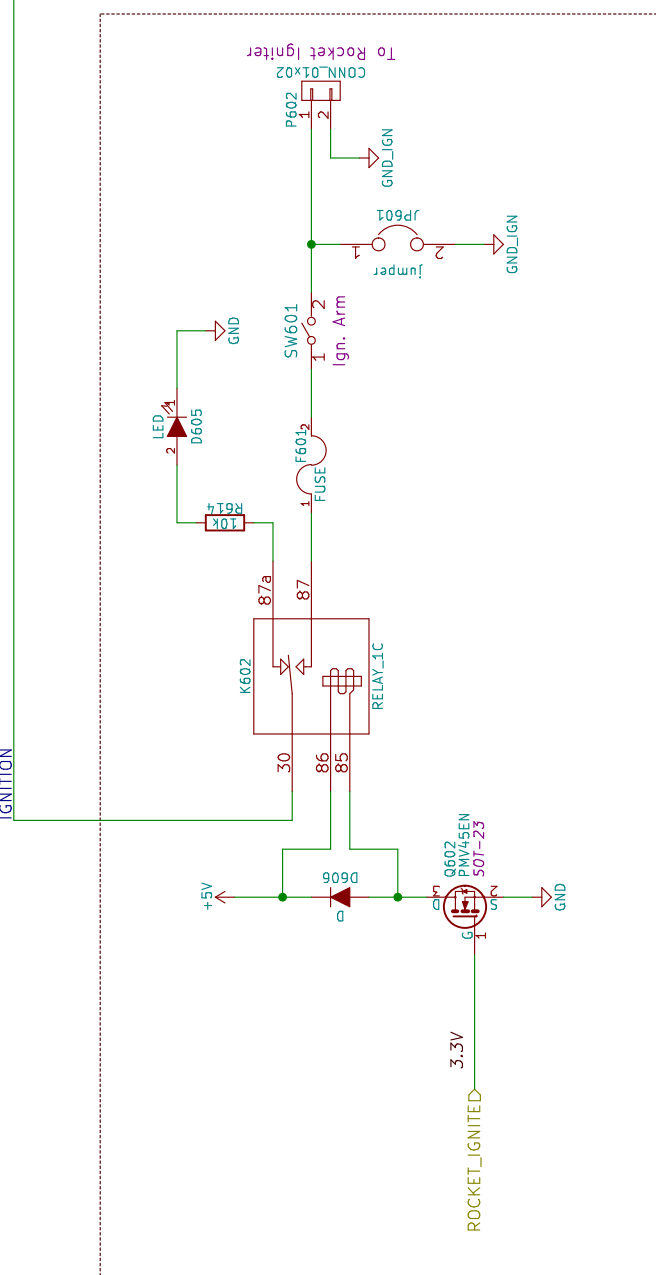 To Rocket Igniter
CONN_01x02
P602
1
2
GND_IGN
JP601
1
2
jumper
GND_IGN
2
SW601
1
Ign. Arm
GND
1
LED
D605
2
2
F601
FUSE
1
R614
10k
87a
87
K602
RELAY_1C
30
86
85
IGNITION
+5V
D606
D
Q602
PMV45EN
SOT-23
3
D
2
S
G
1
GND
3.3V
ROCKET_IGNITED